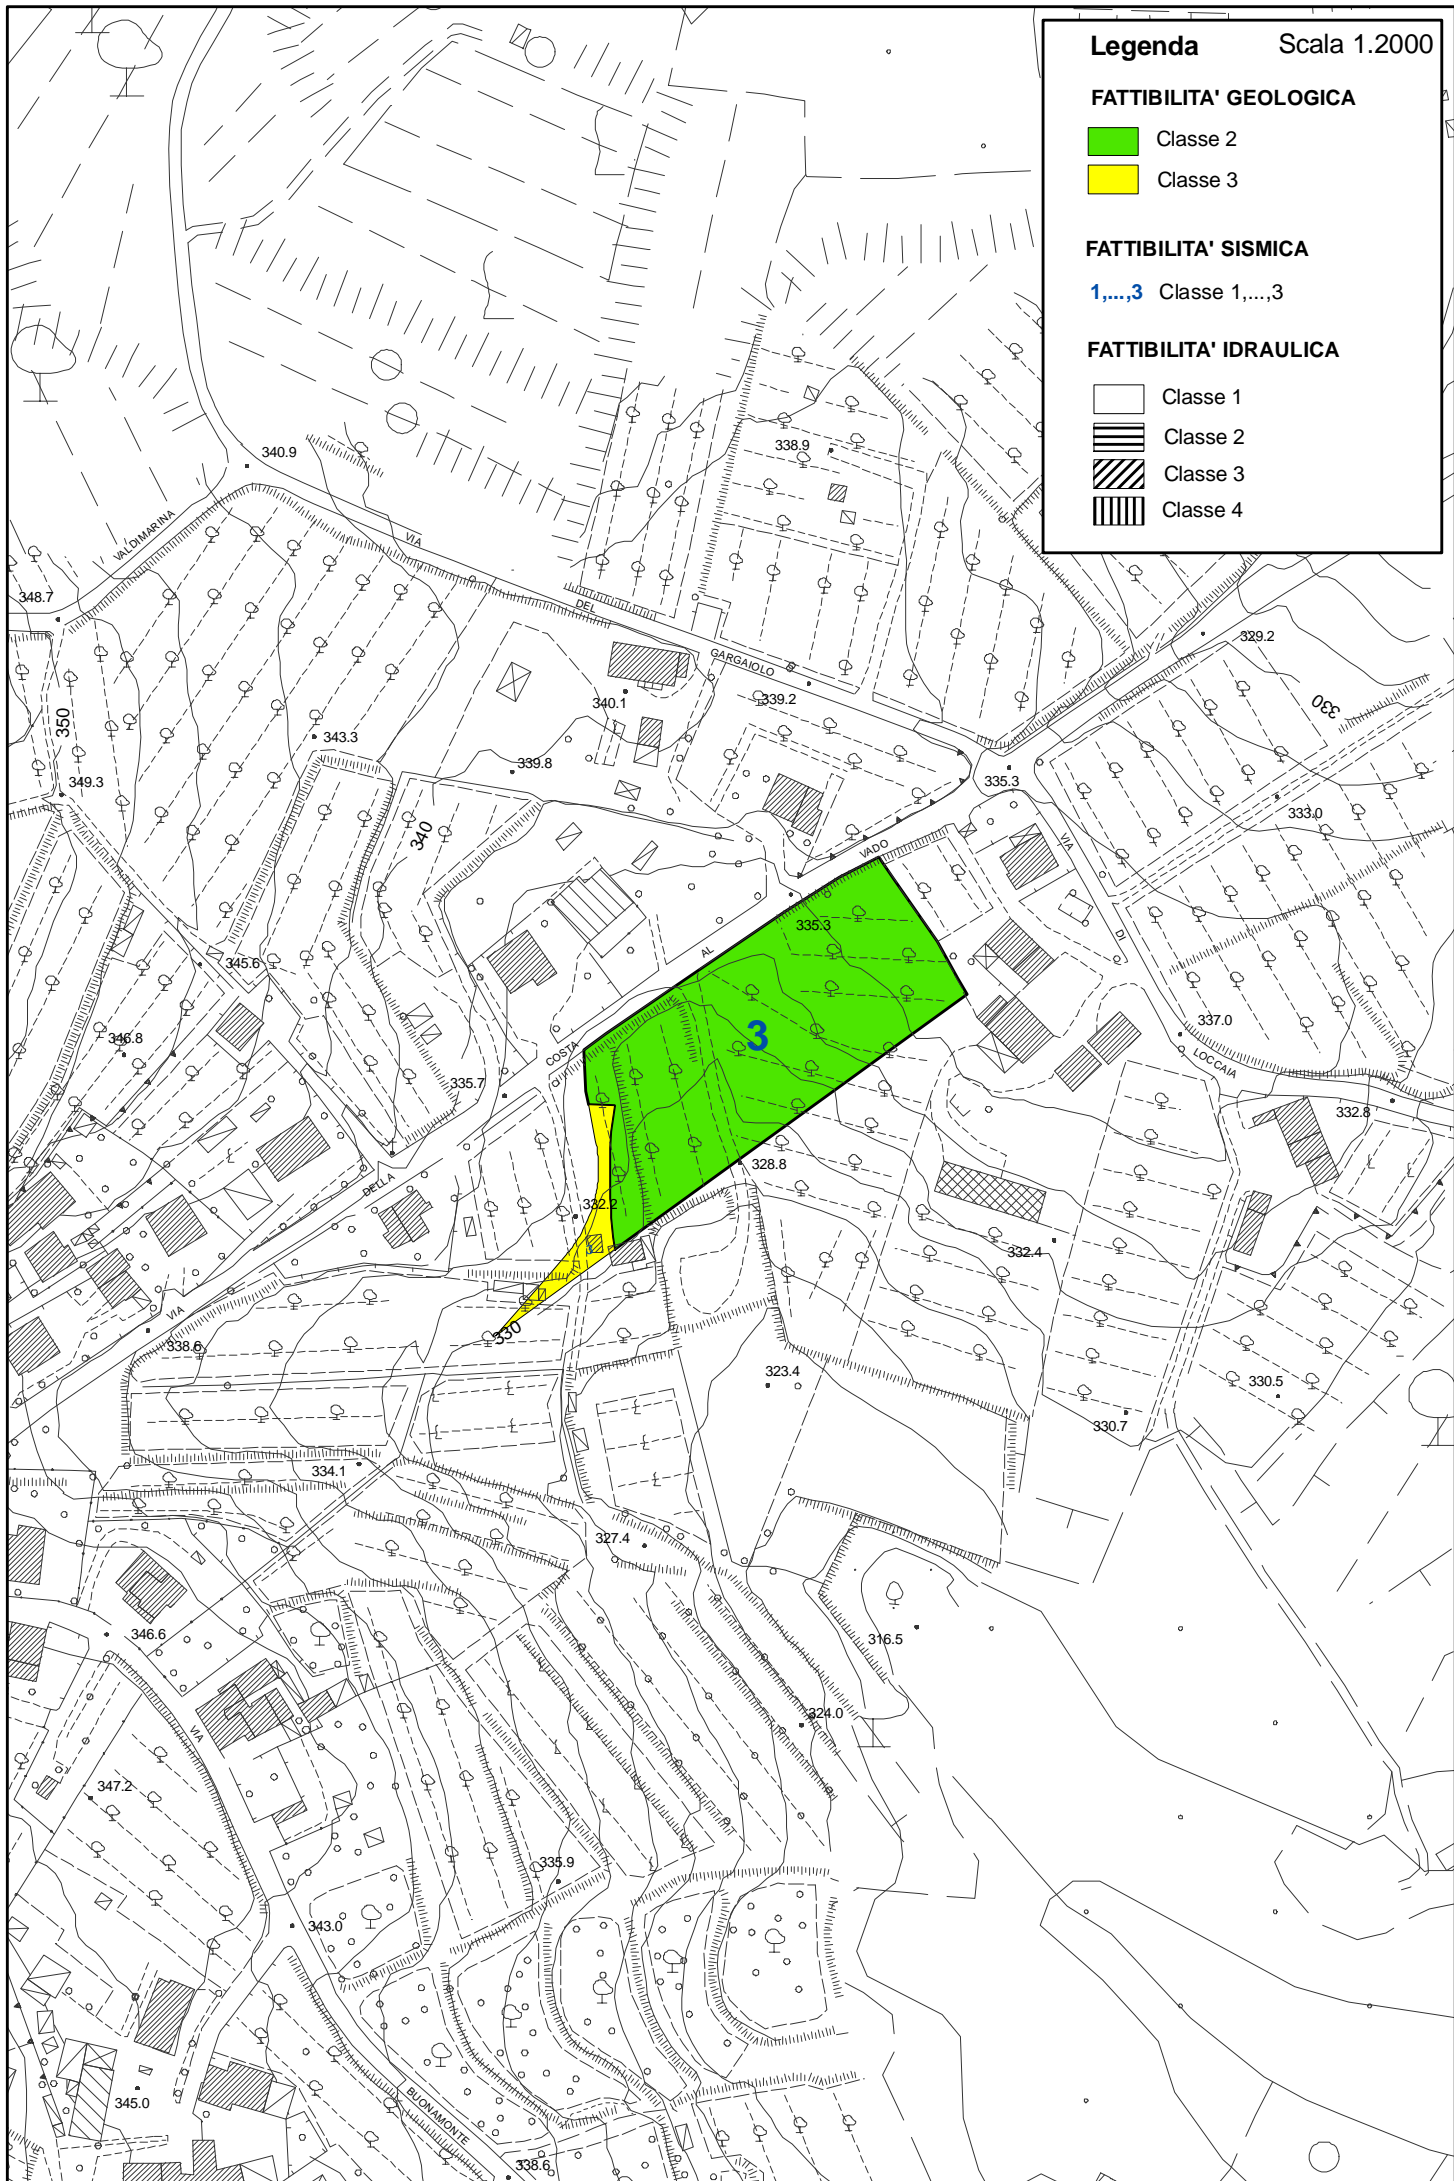 Legenda Scala 1.2000
FATTIBILITA' GEOLOGICA
Classe 2
Classe 3
FATTIBILITA' SISMICA
1,...,3 Classe 1,...,3
FATTIBILITA' IDRAULICA
Classe 1
Classe 2
Classe 3
Classe 4
340.9
338.9
VALDIMARINA
VIA
348.7
DEL
329.2
GARGAIOLO
340.1
339.2
330
350
343.3
339.8
335.3
349.3
333.0
340
VIA
VADO
335.3
DI
AL
345.6
337.0
3
346.8
COSTA
LOCCAIA
335.7
332.8
328.8
DELLA
332.2
332.4
VIA
330
338.6
323.4
330.5
330.7
334.1
327.4
346.6
316.5
324.0
VIA
347.2
335.9
343.0
345.0
BUONAMONTE
338.6